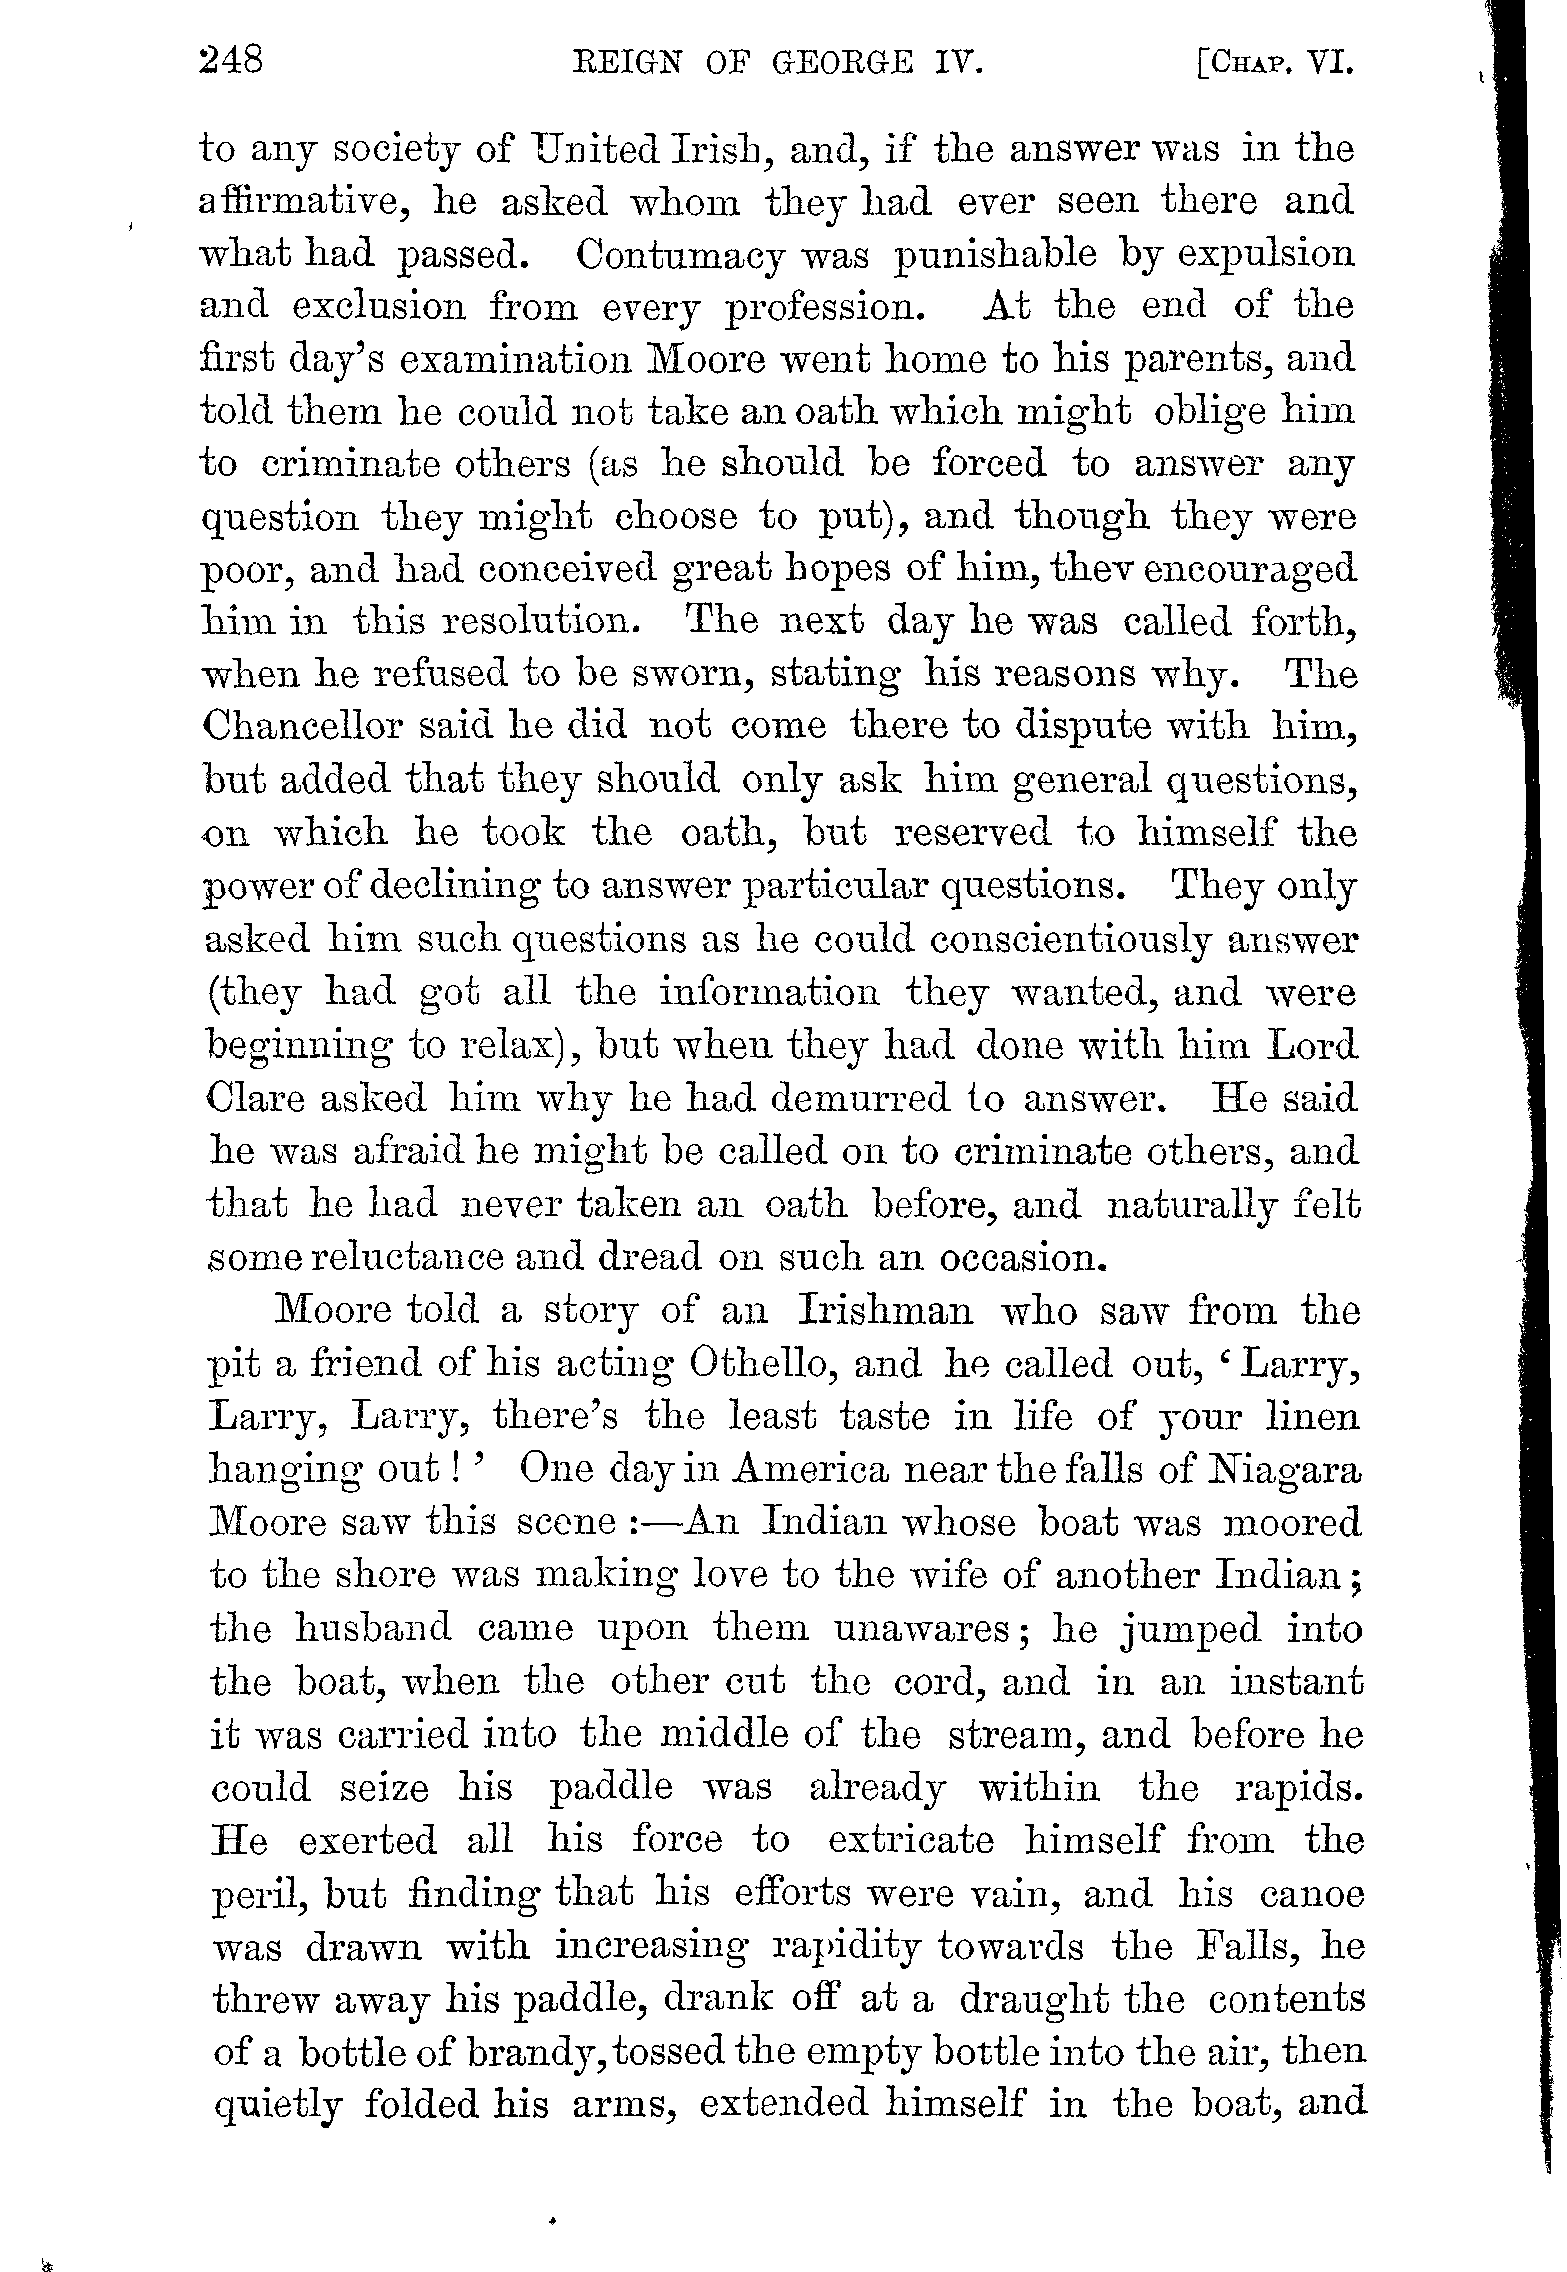 248 REIGN OF GEORGE IV. [CHAP. VI.
to any society of United Irish, and, if the answer was in the
affirmative, he asked whom they had ever seen there and
what had passed. Contumacy was punishable by expulsion
and exclusion from every profession. At the end of the
first day's examination Moore went home to his parents, and
told them he could not take an oath which might oblige him
to criminate others (as he should be forced to answer any
question they might choose to put), and though they were
poor, and had conceived great hopes of him, they encouraged
him in this resolution. The next day he was called forth,
when he refused to be sworn, stating his reasons why. The
Chancellor said he did not come there to dispute with him,
but added that they should only ask him general questions,
on which he took the oath, but reserved to himself the
power of declining to answer particular questions. They only
asked him such questions as he could conscientiously answer
(they had got all the information they wanted, and were
beginning to relax), but when they had done with him Lord
Clare asked him why he had demurred to answer. He said
he was afraid he might be called on to criminate others, and
that he had never taken an oath before, and naturally felt
some reluctance and dread on such an occasion.
Moore told a story of an Irishman who saw from the
pit a friend of his acting Othello, and he called out, ‘Larry,
Larry, Larry, there's the least taste in life of your linen
hanging out!’ One day in America near the falls of Niagara
Moore saw this scene :—An Indian whose boat was moored
to the shore was making love to the wife of another Indian;
the husband came upon them unawares; he jumped into
the boat, when the other cut the cord, and in an instant
it was carried into the middle of the stream, and before he
could seize his paddle was already within the rapids.
He exerted all his force to extricate himself from the
peril, but finding that his efforts were vain, and his canoe
was drawn with increasing rapidity towards the Falls, he
threw away his paddle, drank off at a draught the contents
of a bottle of brandy, tossed the empty bottle into the air, then
quietly folded his arms, extended himself in the boat, and